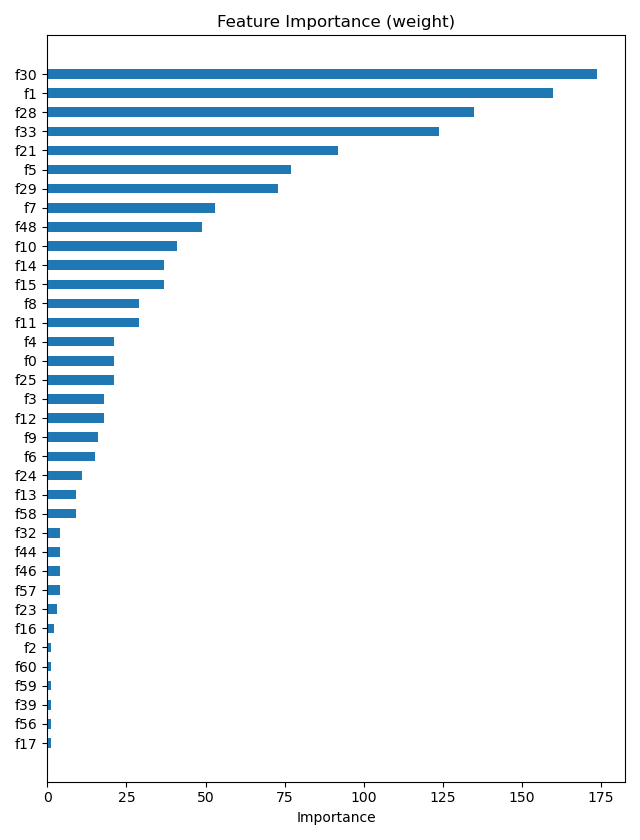 Feature Importance (weight)
f30
f1
f28
f33
f21
f5
f29
f7
f48
f10
f14
f15
f8
f11
f4
f0
f25
f3
f12
f9
f6
f24
f13
f58
f32
f44
f46
f57
f23
f16
f2
f60
f59
f39
f56
f17
0 25 50 75 100 125 150 175
Importance